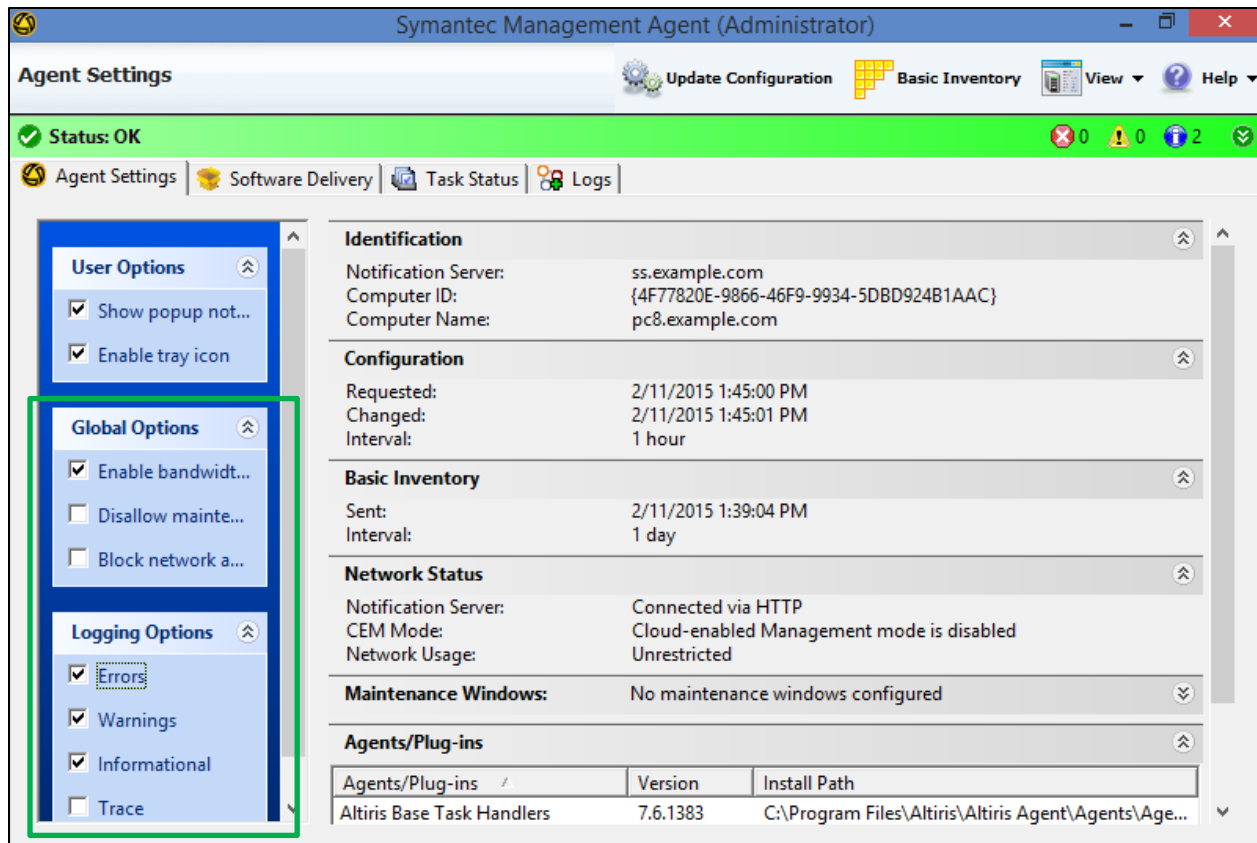 Symantec Management Agent (Administrator)
Agent Settings
Update Configuration
Basic Inventory
View
Help
Status: OK
0
0
2
Agent Settings
Software Delivery
Task Status
Logs
User Options
Show popup not...
Enable tray icon
Global Options
Enable bandwidt...
Disallow mainte...
Block network a...
Logging Options
Errors
Warnings
Informational
Trace
Identification
Notification Server: ss.example.com
Computer ID: {4F77820E-9866-46F9-9934-5DBD924B1AAC}
Computer Name: pc8.example.com
Configuration
Requested: 2/11/2015 1:45:00 PM
Changed: 2/11/2015 1:45:01 PM
Interval: 1 hour
Basic Inventory
Sent: 2/11/2015 1:39:04 PM
Interval: 1 day
Network Status
Notification Server: Connected via HTTP
CEM Mode: Cloud-enabled Management mode is disabled
Network Usage: Unrestricted
Maintenance Windows: No maintenance windows configured
Agents/Plug-ins
Agents/Plug-ins Version Install Path
Altiris Base Task Handlers 7.6.1383 C:\Program Files\Altiris\Altiris Agent\Agents\Age...